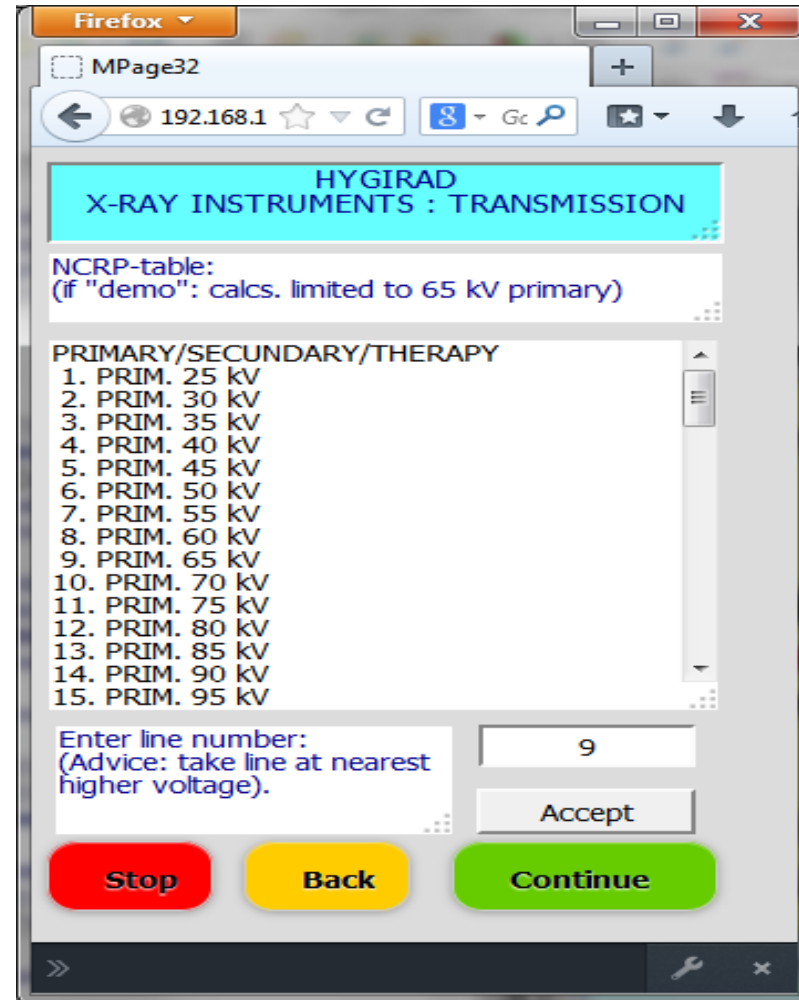 Firefox
MPage32
192.168.1
8 Gc
HYGIRAD
X-RAY INSTRUMENTS : TRANSMISSION
NCRP-table:
(if "demo": calcs. limited to 65 kV primary)
PRIMARY/SECUNDARY/THERAPY
1. PRIM. 25 kV
2. PRIM. 30 kV
3. PRIM. 35 kV
4. PRIM. 40 kV
5. PRIM. 45 kV
6. PRIM. 50 kV
7. PRIM. 55 kV
8. PRIM. 60 kV
9. PRIM. 65 kV
10. PRIM. 70 kV
11. PRIM. 75 kV
12. PRIM. 80 kV
13. PRIM. 85 kV
14. PRIM. 90 kV
15. PRIM. 95 kV
Enter line number:
(Advice: take line at nearest
higher voltage).
9
Accept
Stop Back Continue